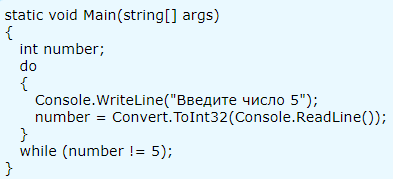 static void Main(string[] args)
{
int number;
do
{
Console.WriteLine("Введите число 5");
number = Convert.ToInt32(Console.ReadLine());
}
while (number != 5);
}